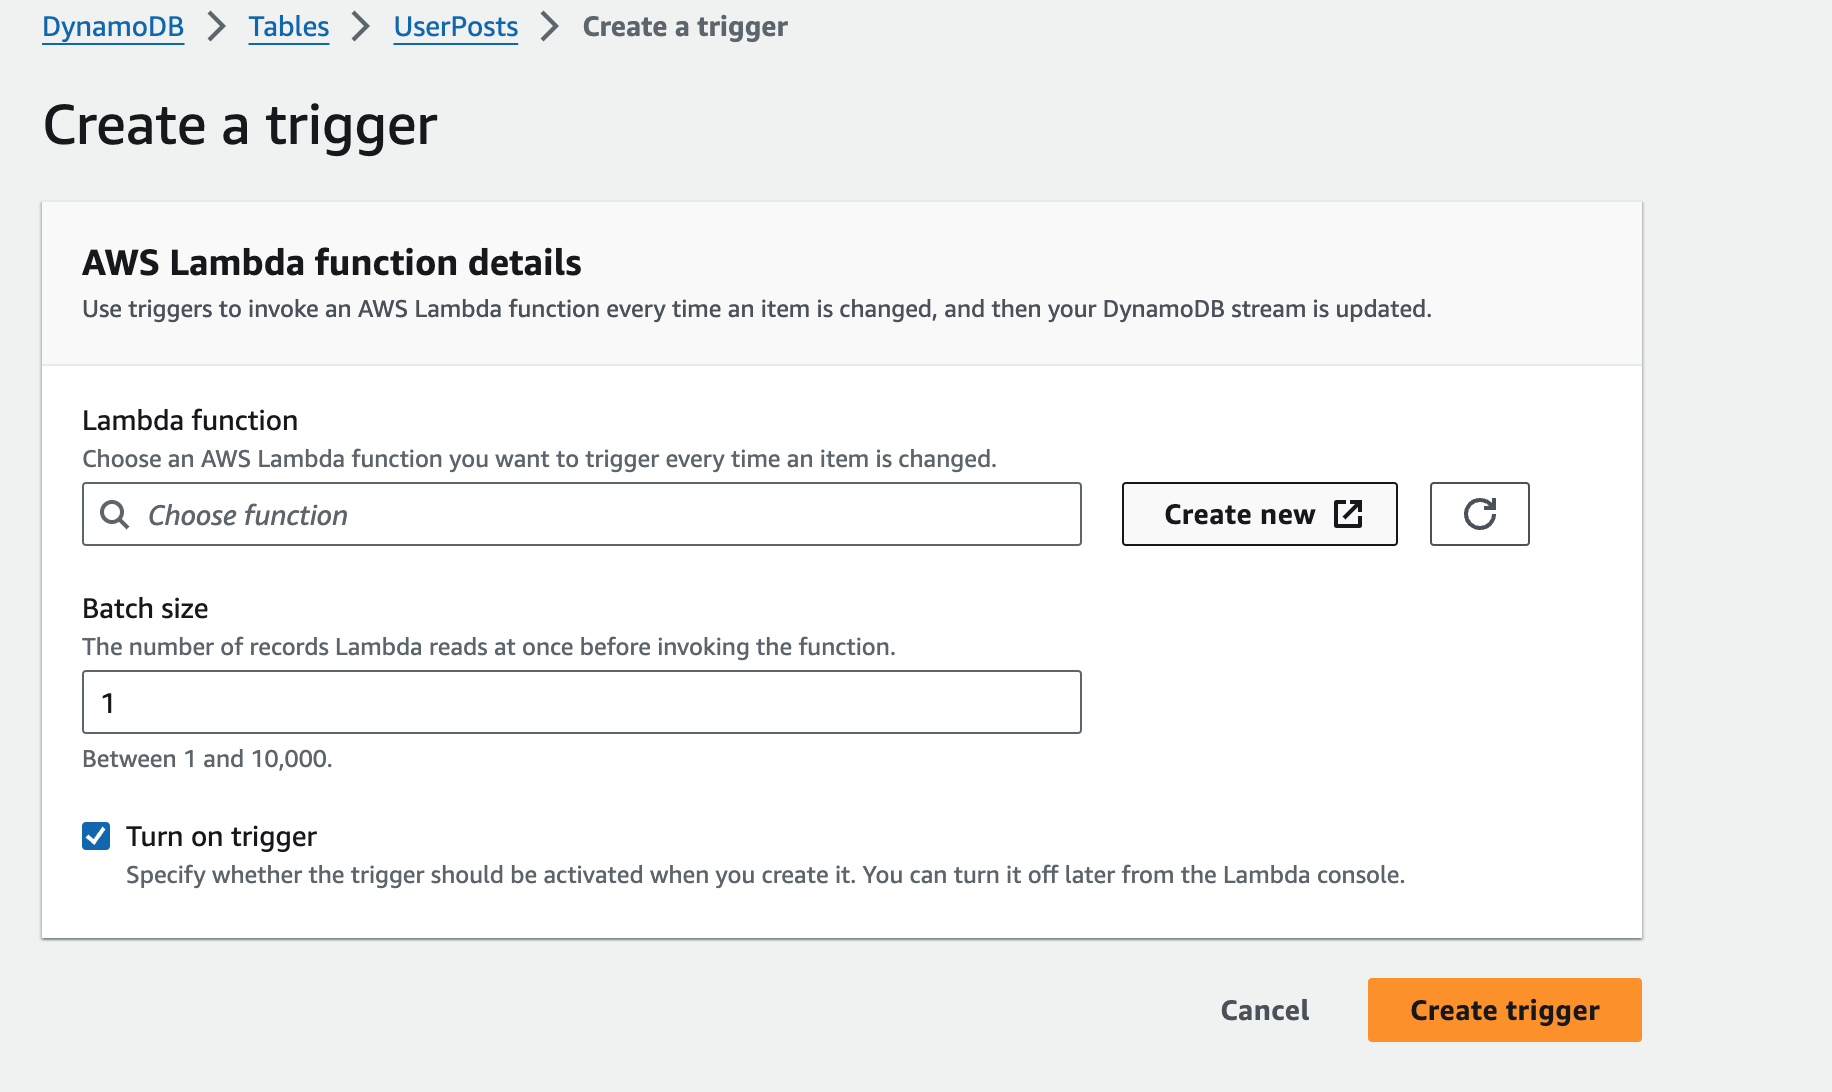 DynamoDB > Tables > UserPosts > Create a trigger
Create a trigger
AWS Lambda function details
Use triggers to invoke an AWS Lambda function every time an item is changed, and then your DynamoDB stream is updated.
Lambda function
Choose an AWS Lambda function you want to trigger every time an item is changed.
Choose function Create new
Batch size
The number of records Lambda reads at once before invoking the function.
1
Between 1 and 10,000.
Turn on trigger
Specify whether the trigger should be activated when you create it. You can turn it off later from the Lambda console.
Cancel Create trigger